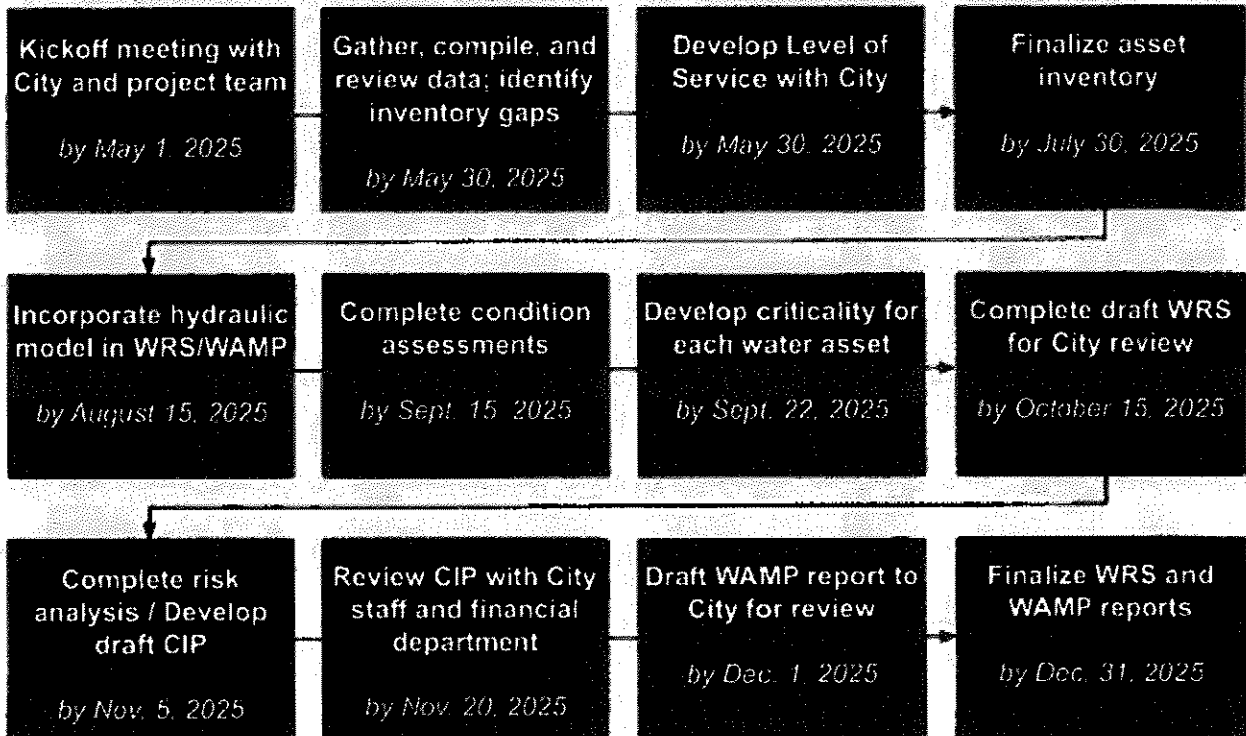 Kickoff meeting with
City and project team
by May 1, 2025
Gather, compile, and
review data; identify
inventory gaps
by May 30, 2025
Develop Level of
Service with City
by May 30, 2025
Finalize asset
inventory
by July 30, 2025
Incorporate hydraulic
model in WRS/WAMP
by August 15, 2025
Complete condition
assessments
by Sept. 15 2025
Develop criticality for
each water asset
by Sept. 22, 2025
Complete draft WRS
for City review
by October 15, 2025
Complete risk
analysis / Develop
draft CIP
by Nov. 5, 2025
Review CIP with City
staff and financial
department
by Nov. 20, 2025
Draft WAMP report to
City for review
by Dec. 1, 2025
Finalize WRS and
WAMP reports
by Dec. 31, 2025